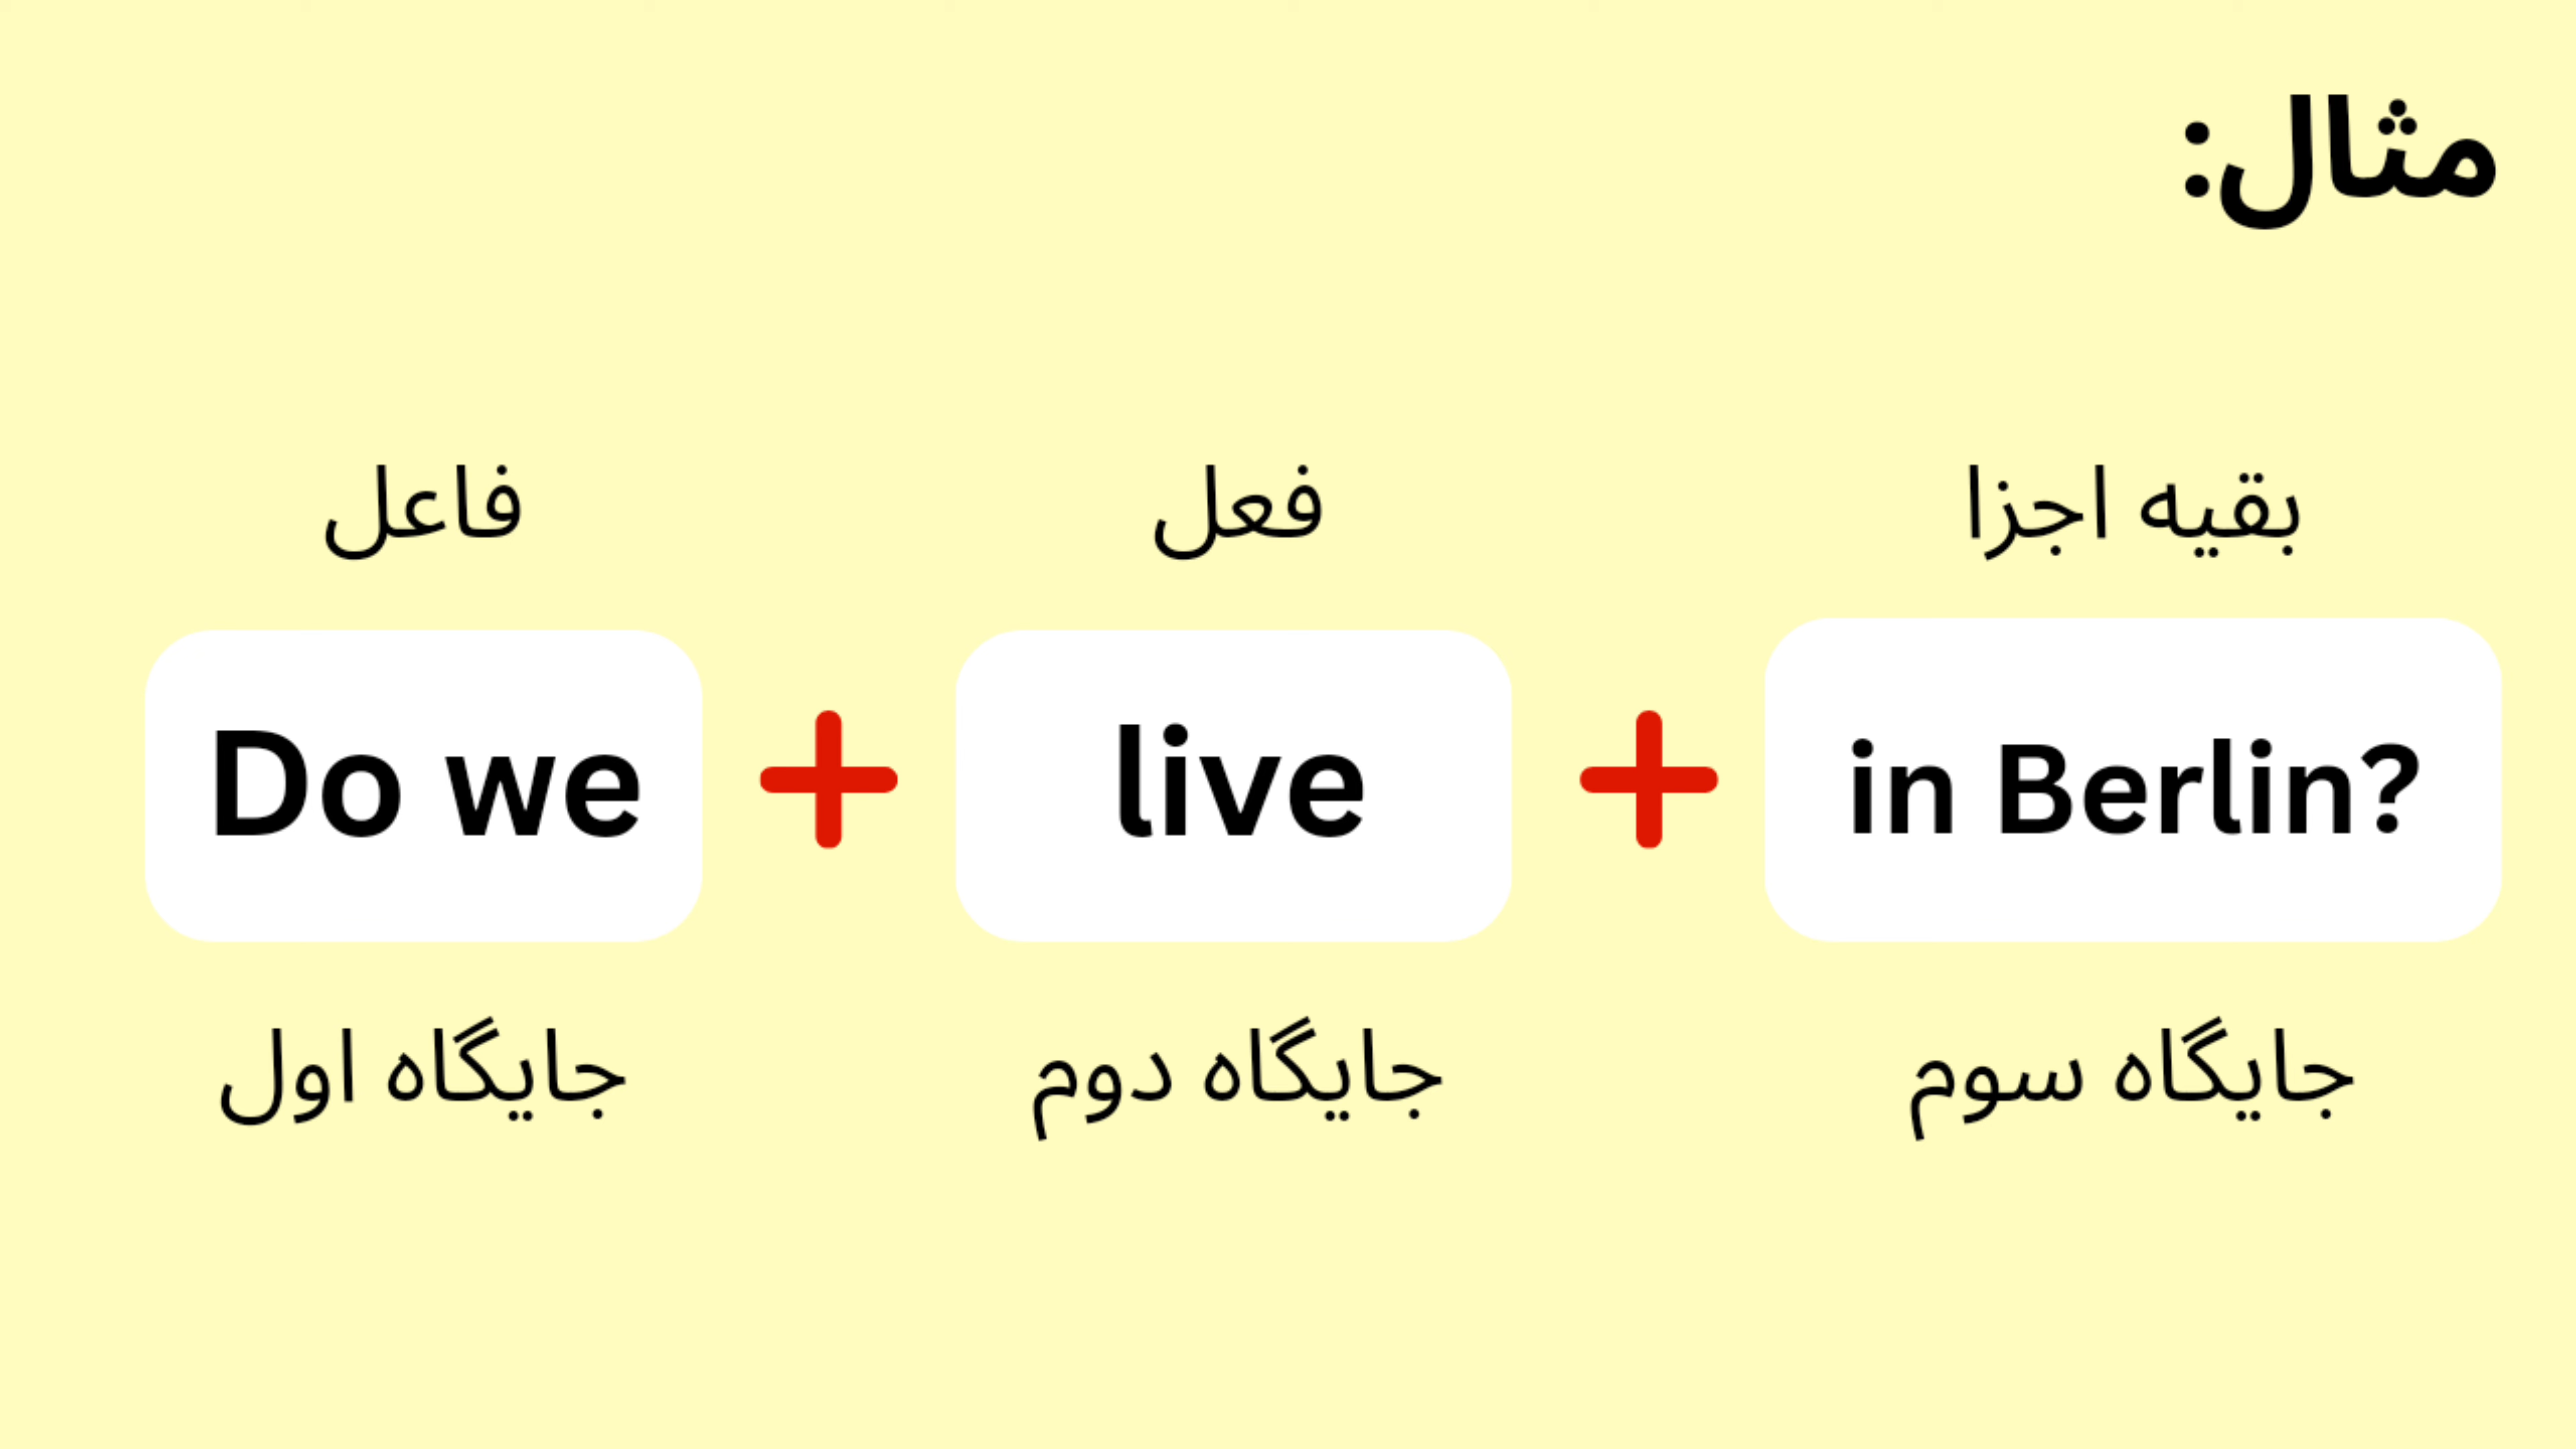 مثال:
فاعل
فعل
بقیه اجزا
Do we + live + in Berlin?
جایگاه اول
جایگاه دوم
جایگاه سوم